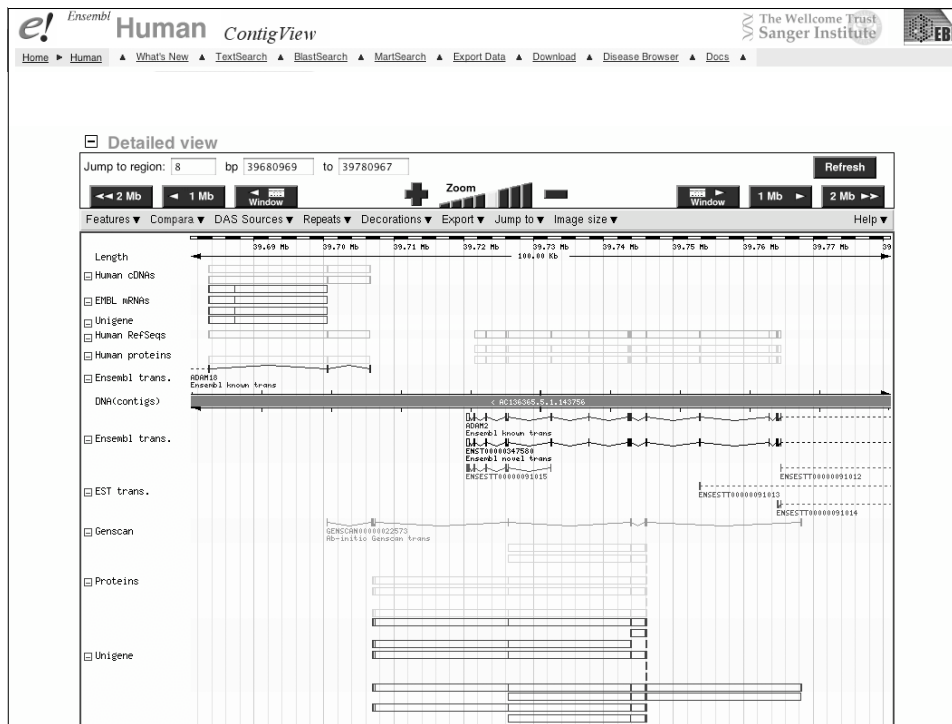 e! Ensembl Human ContigView
The Wellcome Trust
Sanger Institute
EB
Home ► Human ▲ What's New ▲ TextSearch ▲ BlastSearch ▲ MartSearch ▲ Export Data ▲ Download ▲ Disease Browser ▲ Docs ▲
Detailed view
Jump to region: 8 bp 39680969 to 39780967 Refresh
◄◄ 2 Mb ◄ 1 Mb ◄ Window Zoom ► Window 1 Mb ► 2 Mb ►►
Features ▼ Compara ▼ DAS Sources ▼ Repeats ▼ Decorations ▼ Export ▼ Jump to ▼ Image size ▼ Help ▼
39.69 Mb 39.70 Mb 39.71 Mb 39.72 Mb 39.73 Mb 39.74 Mb 39.75 Mb 39.76 Mb 39.77 Mb 39
Length 100.00 Kb
Human cDNAs
EMBL mRNAs
Unigene
Human RefSeqs
Human proteins
Ensembl trans.
ADAM18
Ensembl known trans
DNA(contigs) < AC136365.5.1.143756
ADAM2
Ensembl known trans
Ensembl trans.
ENST00000347580
Ensembl novel trans
ENSESTT00000091015 ENSESTT00000091012
EST trans.
ENSESTT00000091013
ENSESTT00000091014
Genscan
GENSCAN00000022573
Ab-initio Genscan trans
Proteins
Unigene